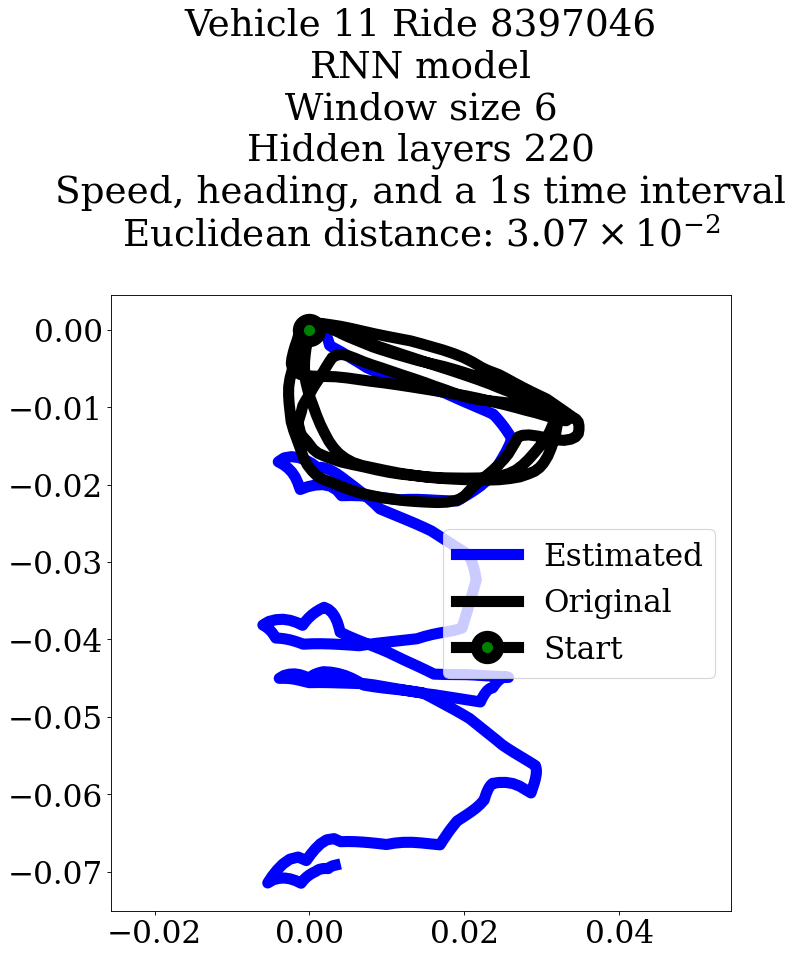 Vehicle 11 Ride 8397046
RNN model
Window size 6
Hidden layers 220
Speed, heading, and a 1s time interval
Euclidean distance: 3.07 × 10⁻²
0.00
−0.01
−0.02
−0.03
−0.04
−0.05
−0.06
−0.07
Estimated
Original
Start
−0.02 0.00 0.02 0.04